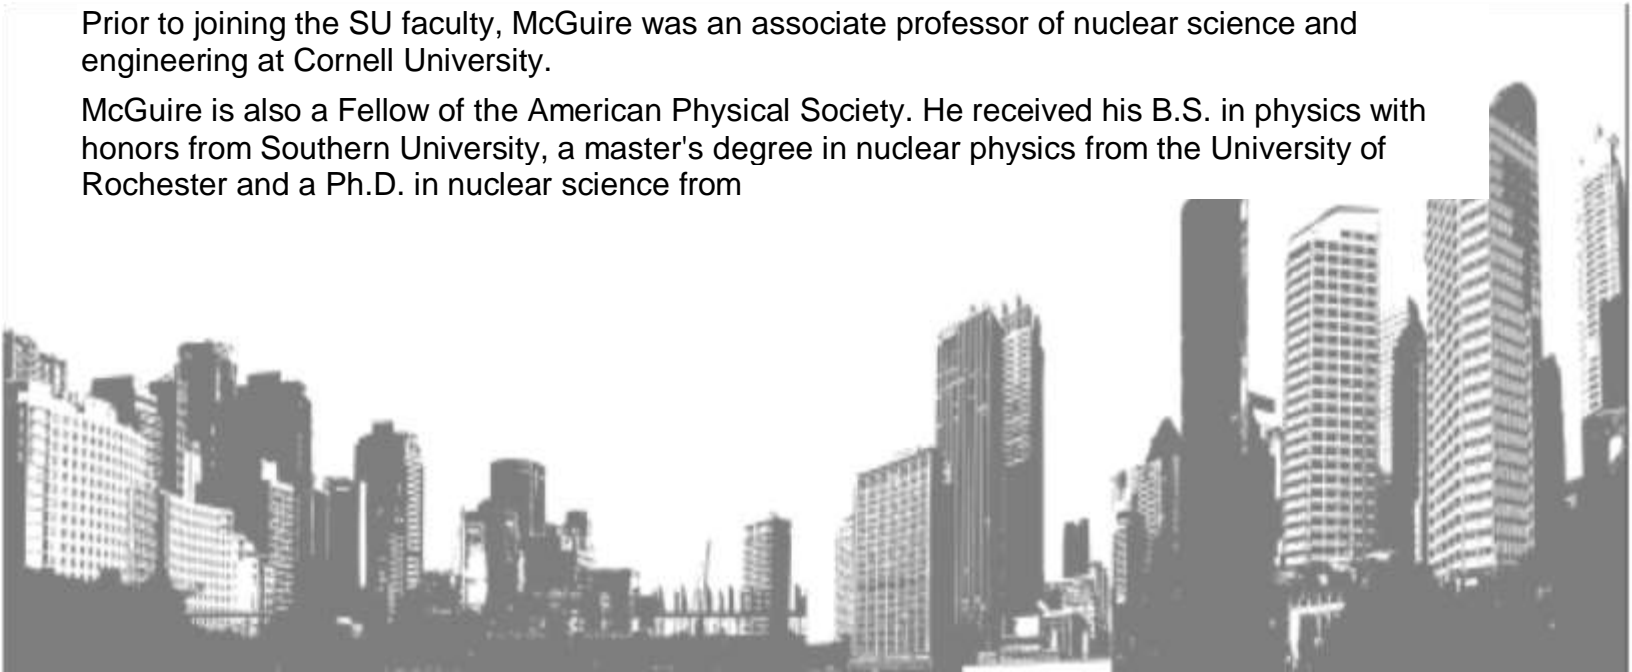 Prior to joining the SU faculty, McGuire was an associate professor of nuclear science and
engineering at Cornell University.
McGuire is also a Fellow of the American Physical Society. He received his B.S. in physics with
honors from Southern University, a master's degree in nuclear physics from the University of
Rochester and a Ph.D. in nuclear science from